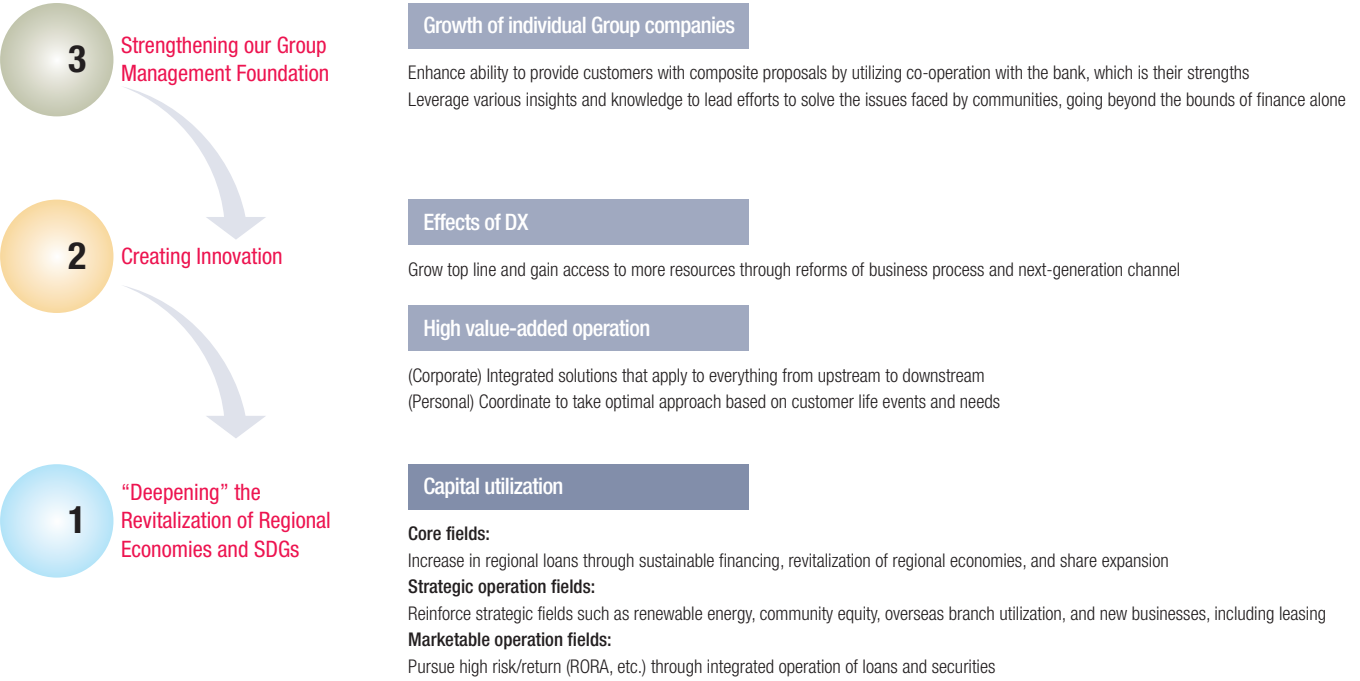 3
Strengthening our Group
Management Foundation
Growth of individual Group companies
Enhance ability to provide customers with composite proposals by utilizing co-operation with the bank, which is their strengths
Leverage various insights and knowledge to lead efforts to solve the issues faced by communities, going beyond the bounds of finance alone
2
Creating Innovation
Effects of DX
Grow top line and gain access to more resources through reforms of business process and next-generation channel
High value-added operation
(Corporate) Integrated solutions that apply to everything from upstream to downstream
(Personal) Coordinate to take optimal approach based on customer life events and needs
1
“Deepening” the
Revitalization of Regional
Economies and SDGs
Capital utilization
Core fields:
Increase in regional loans through sustainable financing, revitalization of regional economies, and share expansion
Strategic operation fields:
Reinforce strategic fields such as renewable energy, community equity, overseas branch utilization, and new businesses, including leasing
Marketable operation fields:
Pursue high risk/return (RORA, etc.) through integrated operation of loans and securities